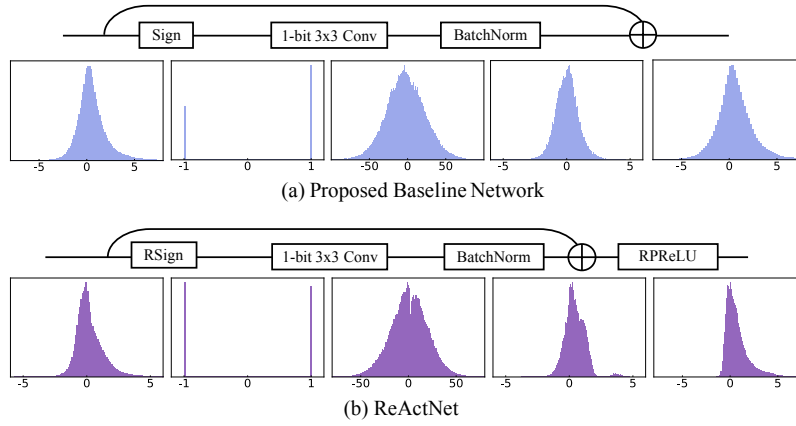 Sign 1-bit 3x3 Conv BatchNorm
-5 0 5 -1 0 1 -50 0 50 -5 0 5 -5 0 5
(a) Proposed Baseline Network
RSign 1-bit 3x3 Conv BatchNorm RPReLU
-5 0 5 -1 0 1 -50 0 50 -5 0 5 -5 0 5
(b) ReActNet